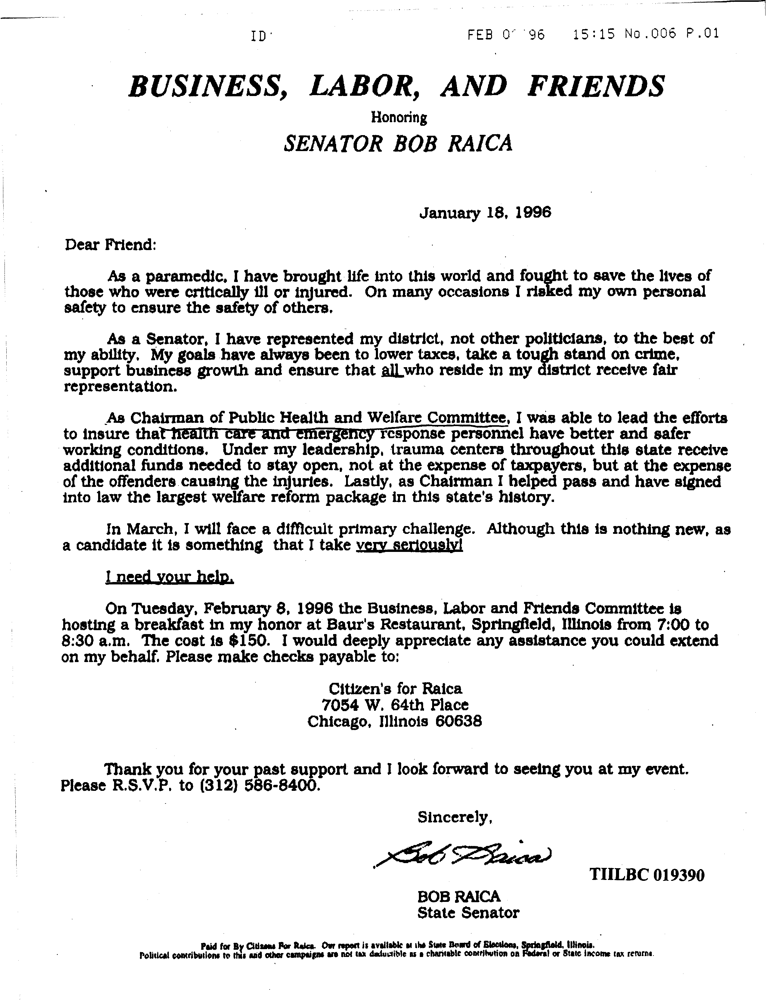 ID
FEB 0 '96 15:15 No.006 P.01
BUSINESS, LABOR, AND FRIENDS
Honoring
SENATOR BOB RAICA
January 18, 1996
Dear Friend:
As a paramedic, I have brought life into this world and fought to save the lives of
those who were critically ill or injured. On many occasions I risked my own personal
safety to ensure the safety of others.
As a Senator, I have represented my district, not other politicians, to the best of
my ability. My goals have always been to lower taxes, take a tough stand on crime,
support business growth and ensure that all who reside in my district receive fair
representation.
As Chairman of Public Health and Welfare Committee, I was able to lead the efforts
to insure that health care and emergency response personnel have better and safer
working conditions. Under my leadership, trauma centers throughout this state receive
additional funds needed to stay open, not at the expense of taxpayers, but at the expense
of the offenders causing the injuries. Lastly, as Chairman I helped pass and have signed
into law the largest welfare reform package in this state's history.
In March, I will face a difficult primary challenge. Although this is nothing new, as
a candidate it is something that I take very seriously!
I need your help.
On Tuesday, February 8, 1996 the Business, Labor and Friends Committee is
hosting a breakfast in my honor at Baur's Restaurant, Springfield, Illinois from 7:00 to
8:30 a.m. The cost is $150. I would deeply appreciate any assistance you could extend
on my behalf. Please make checks payable to:
Citizen's for Raica
7054 W. 64th Place
Chicago, Illinois 60638
Thank you for your past support and I look forward to seeing you at my event.
Please R.S.V.P. to (312) 586-8400.
Sincerely,
Bob Raica
TIILBC 019390
BOB RAICA
State Senator
Paid for By Citizens For Raica. Our report is available at the State Board of Elections, Springfield, Illinois.
Political contributions to this and other campaigns are not tax deductible as a charitable contribution on Federal or State income tax returns.